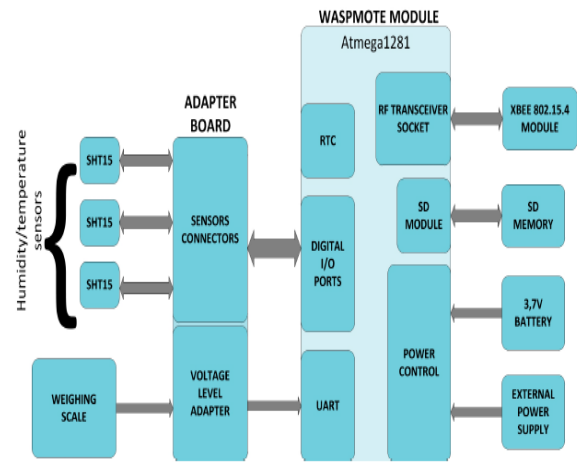 WASPMOTE MODULE
Atmega1281
ADAPTER
BOARD
Humidity/temperature
sensors
SHT15
SHT15
SHT15
SENSORS
CONNECTORS
WEIGHING
SCALE
VOLTAGE
LEVEL
ADAPTER
RTC
DIGITAL
I/O
PORTS
UART
RF TRANSCEIVER
SOCKET
SD
MODULE
POWER
CONTROL
XBEE 802.15.4
MODULE
SD
MEMORY
3,7V
BATTERY
EXTERNAL
POWER
SUPPLY